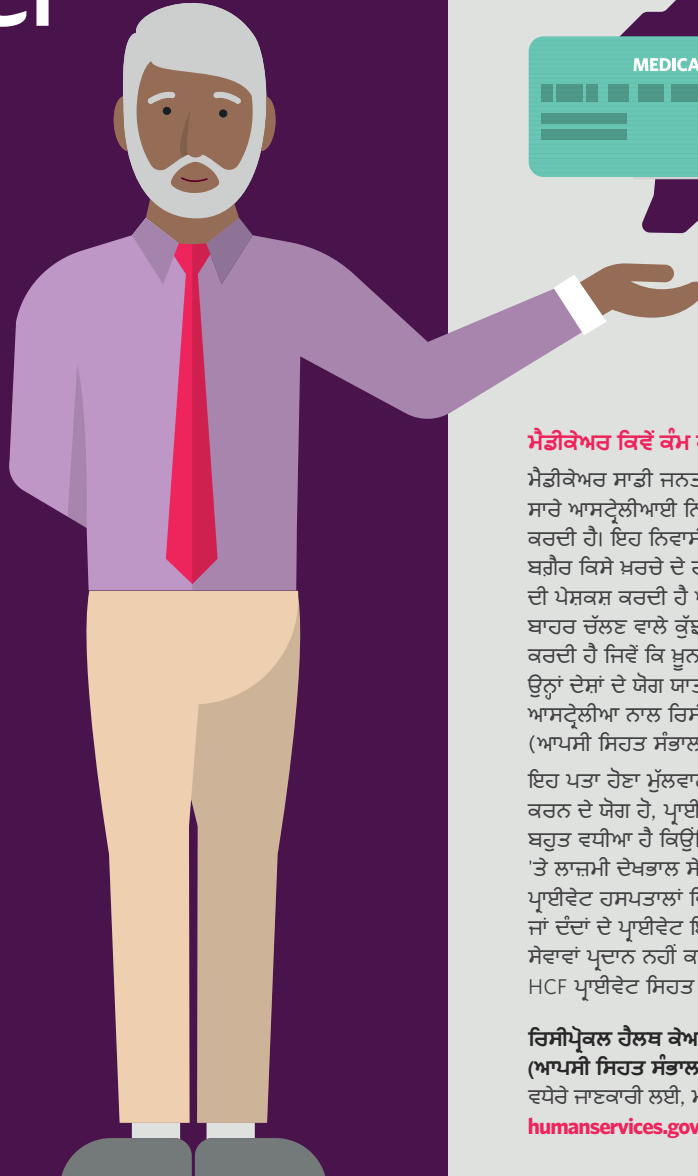 MEDICA
ਮੈਡੀਕੇਅਰ ਕਿਵੇਂ ਕੰਮ
ਮੈਡੀਕੇਅਰ ਸਾਡੀ ਜਨਤ
ਸਾਰੇ ਆਸਟ੍ਰੇਲੀਆਈ ਨਿ
ਕਰਦੀ ਹੈ। ਇਹ ਨਿਵਾਸੀ
ਬਗ਼ੈਰ ਕਿਸੇ ਖ਼ਰਚੇ ਦੇ
ਦੀ ਪੇਸ਼ਕਸ਼ ਕਰਦੀ ਹੈ
ਬਾਹਰ ਚੱਲਣ ਵਾਲੇ ਕੁੱਝ
ਕਰਦੀ ਹੈ ਜਿਵੇਂ ਕਿ ਖ਼ੂਨ
ਉਨ੍ਹਾਂ ਦੇਸ਼ਾਂ ਦੇ ਯੋਗ ਯਾਤ
ਆਸਟ੍ਰੇਲੀਆ ਨਾਲ ਰਿਸੀ
(ਆਪਸੀ ਸਿਹਤ ਸੰਭਾਲ
ਇਹ ਪਤਾ ਹੋਣਾ ਮੁੱਲਵਾਨ
ਕਰਨ ਦੇ ਯੋਗ ਹੋ, ਪ੍ਰਾਈ
ਬਹੁਤ ਵਧੀਆ ਹੈ ਕਿਉਂਕਿ
'ਤੇ ਲਾਜ਼ਮੀ ਦੇਖਭਾਲ ਸੇ
ਪ੍ਰਾਈਵੇਟ ਹਸਪਤਾਲਾਂ ਵਿ
ਜਾਂ ਦੰਦਾਂ ਦੇ ਪ੍ਰਾਈਵੇਟ ਇ
ਸੇਵਾਵਾਂ ਪ੍ਰਦਾਨ ਨਹੀਂ ਕ
HCF ਪ੍ਰਾਈਵੇਟ ਸਿਹਤ
ਰਿਸੀਪ੍ਰੋਕਲ ਹੈਲਥ ਕੇਅ
(ਆਪਸੀ ਸਿਹਤ ਸੰਭਾਲ
ਵਧੇਰੇ ਜਾਣਕਾਰੀ ਲਈ, ਮ
humanservices.gov